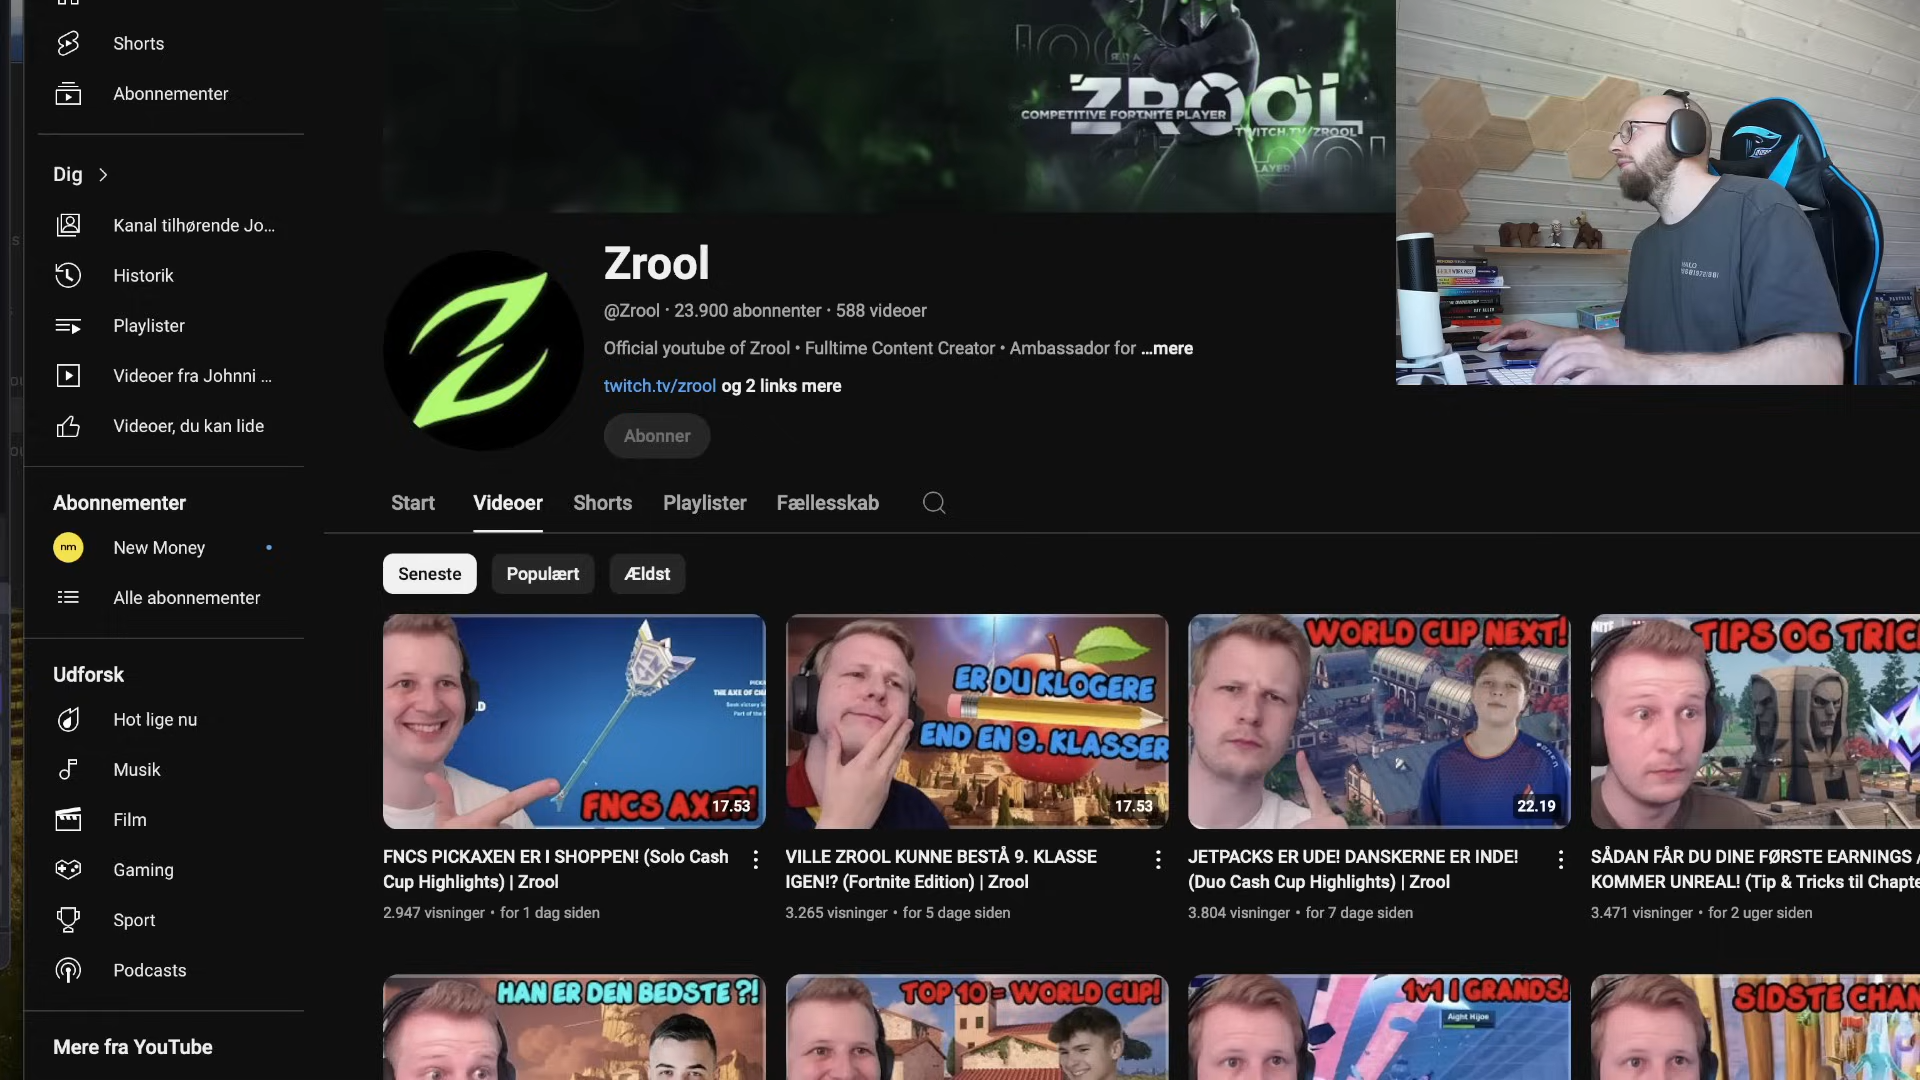 Shorts
Abonnementer
Dig
Kanal tilhørende Jo...
Historik
Playlister
Videoer fra Johnni ...
Videoer, du kan lide
Abonnementer
nm
New Money
Alle abonnementer
Udforsk
Hot lige nu
Musik
Film
Gaming
Sport
Podcasts
Mere fra YouTube
ZROOL
COMPETITIVE FORTNITE PLAYER
TWITCH.TV/ZROOL
Zrool
@Zrool · 23.900 abonnenter · 588 videoer
Official youtube of Zrool • Fulltime Content Creator • Ambassador for ...mere
twitch.tv/zrool og 2 links mere
Abonner
Start Videoer Shorts Playlister Fællesskab
Seneste Populært Ældst
FNCS AX
17.53
FNCS PICKAXEN ER I SHOPPEN! (Solo Cash
Cup Highlights) | Zrool
2.947 visninger • for 1 dag siden
ER DU KLOGERE
END EN 9. KLASSER
17.53
VILLE ZROOL KUNNE BESTÅ 9. KLASSE
IGEN!? (Fortnite Edition) | Zrool
3.265 visninger • for 5 dage siden
WORLD CUP NEXT!
22.19
JETPACKS ER UDE! DANSKERNE ER INDE!
(Duo Cash Cup Highlights) | Zrool
3.804 visninger • for 7 dage siden
TIPS OG TRIC
SÅDAN FÅR DU DINE FØRSTE EARNINGS /
KOMMER UNREAL! (Tip & Tricks til Chapte
3.471 visninger • for 2 uger siden
HAN ER DEN BEDSTE?!
TOP 10 = WORLD CUP!
1v1 I GRANDS!
Aight Hijoe
SIDSTE CHAN